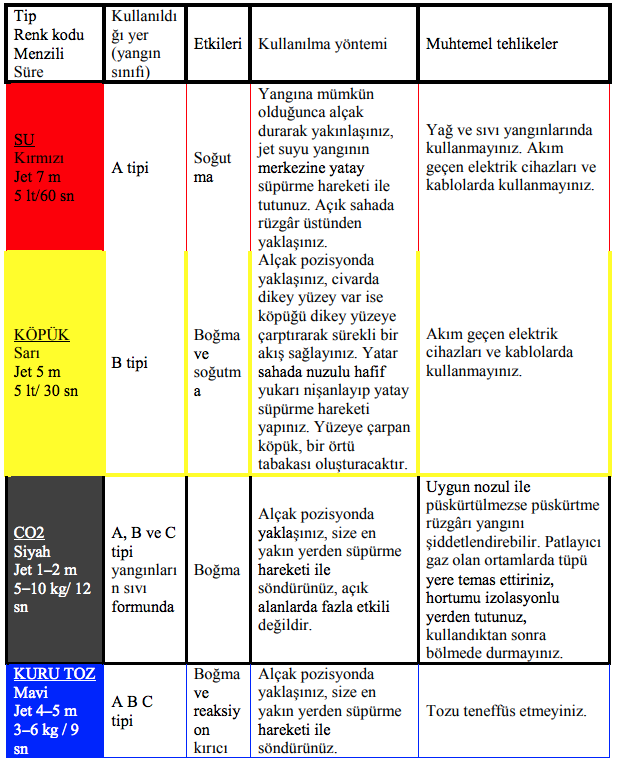 Tip
Renk kodu
Menzili
Süre
Kullanıldı
ğı yer
(yangın
sınıfı)
Etkileri
Kullanılma yöntemi
Muhtemel tehlikeler
SU
Kırmızı
Jet 7 m
5 lt/60 sn
A tipi
Soğut
ma
Yangına mümkün
olduğunca alçak
durarak yakınlaşınız,
jet suyu yangının
merkezine yatay
süpürme hareketi ile
tutunuz. Açık sahada
rüzgâr üstünden
yaklaşınız.
Yağ ve sıvı yangınlarında
kullanmayınız. Akım
geçen elektrik cihazları ve
kablolarda kullanmayınız.
KÖPÜK
Sarı
Jet 5 m
5 lt/ 30 sn
B tipi
Boğma
ve
soğutm
a
Alçak pozisyonda
yaklaşınız, civarda
dikey yüzey var ise
köpüğü dikey yüzeye
çarptırarak sürekli bir
akış sağlayınız. Yatar
sahada nuzulu hafif
yukarı nişanlayıp yatay
süpürme hareketi
yapınız. Yüzeye çarpan
köpük, bir örtü
tabakası oluşturacaktır.
Akım geçen elektrik
cihazları ve kablolarda
kullanmayınız.
CO2
Siyah
Jet 1–2 m
5–10 kg/ 12
sn
A, B ve C
tipi
yangınları
n sıvı
formunda
Boğma
Alçak pozisyonda
yaklaşınız, size en
yakın yerden süpürme
hareketi ile
söndürünüz, açık
alanlarda fazla etkili
değildir.
Uygun nozul ile
püskürtülmezse püskürtme
rüzgârı yangını
şiddetlendirebilir. Patlayıcı
gaz olan ortamlarda tüpü
yere temas ettiriniz,
hortumu izolasyonlu
yerden tutunuz,
kullandıktan sonra
bölmede durmayınız.
KURU TOZ
Mavi
Jet 4–5 m
3–6 kg / 9
sn
A B C
tipi
Boğma
ve
reaksiy
on
kırıcı
Alçak pozisyonda
yaklaşınız, size en
yakın yerden süpürme
hareketi ile
söndürünüz.
Tozu teneffüs etmeyiniz.